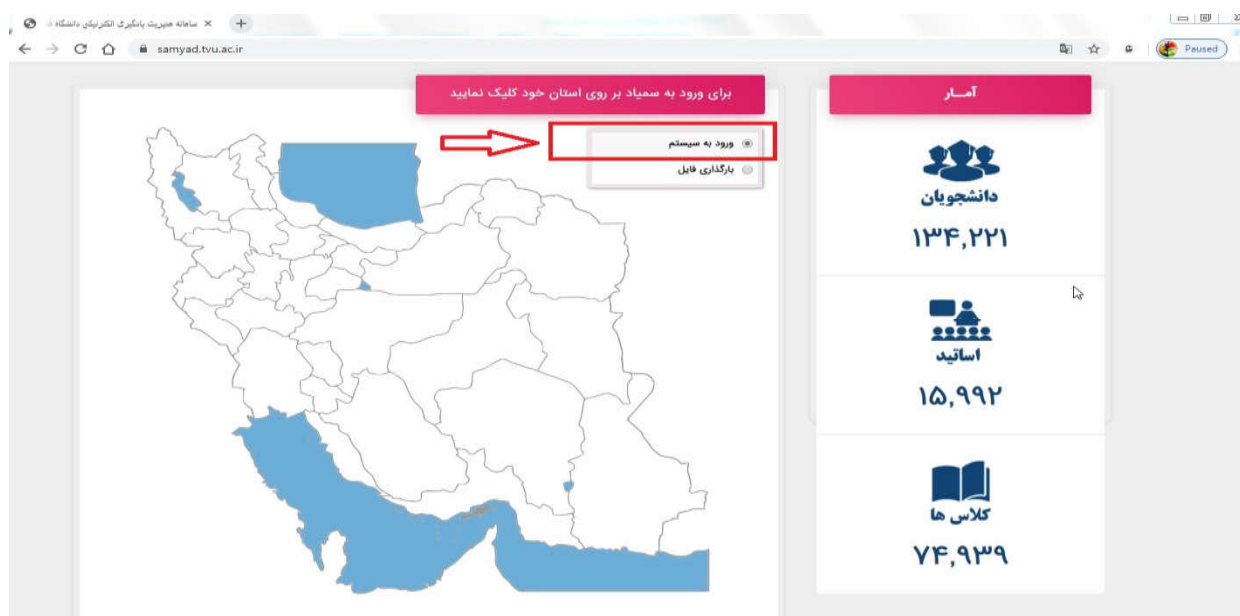 سامانه مدیریت یادگیری الکترونیکی دانشگاه ف
samyad.tvu.ac.ir
Paused
برای ورود به سمیاد بر روی استان خود کلیک نمایید
ورود به سیستم
بارگذاری فایل
آمــار
دانشجویان
۱۳۴,۲۲۱
اساتید
۱۵,۹۹۲
کلاس ها
۷۴,۹۳۹